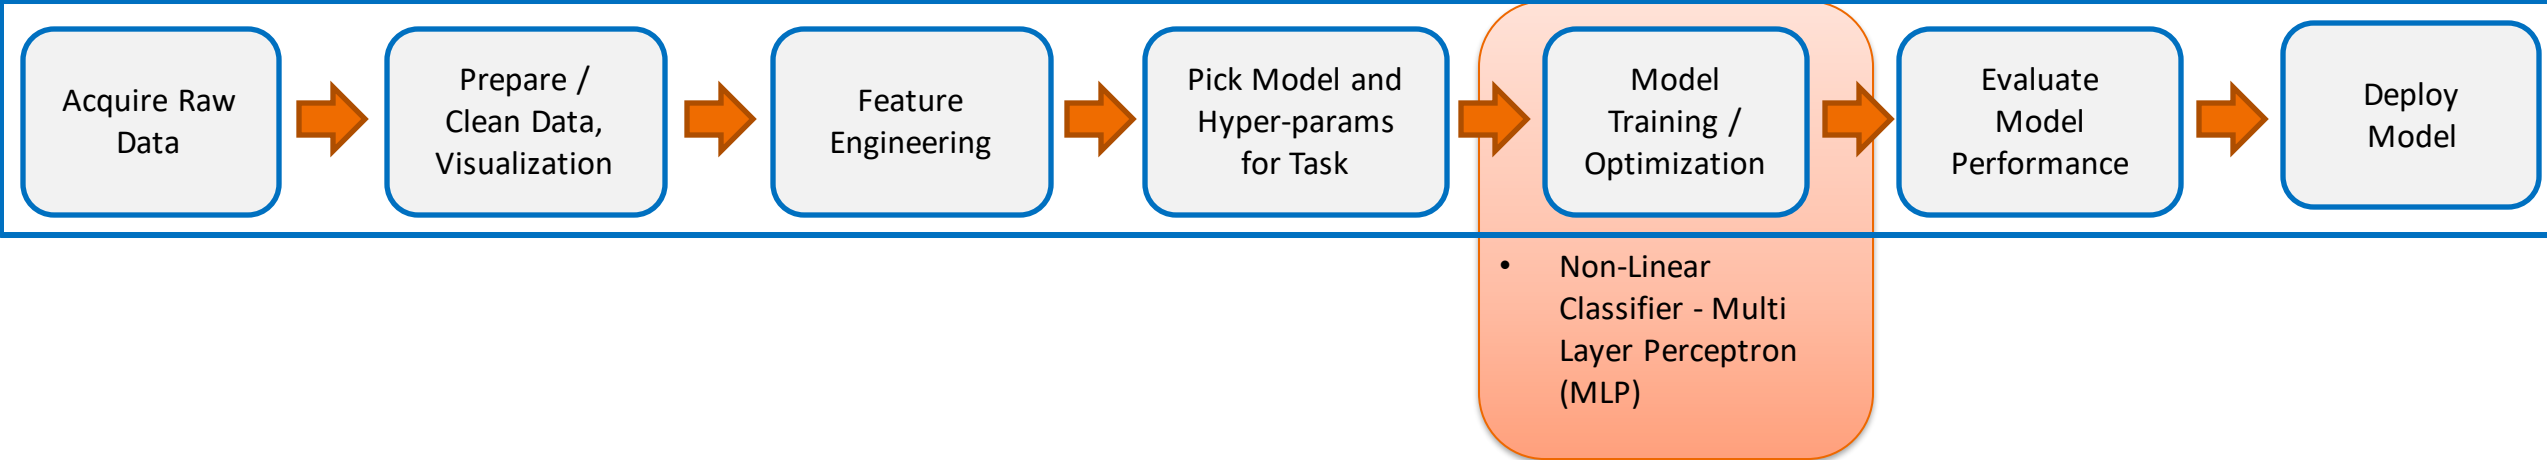 Acquire Raw
Data
Prepare /
Clean Data,
Visualization
Feature
Engineering
Pick Model and
Hyper-params
for Task
Model
Training /
Optimization
Evaluate
Model
Performance
Deploy
Model
• Non-Linear
Classifier - Multi
Layer Perceptron
(MLP)